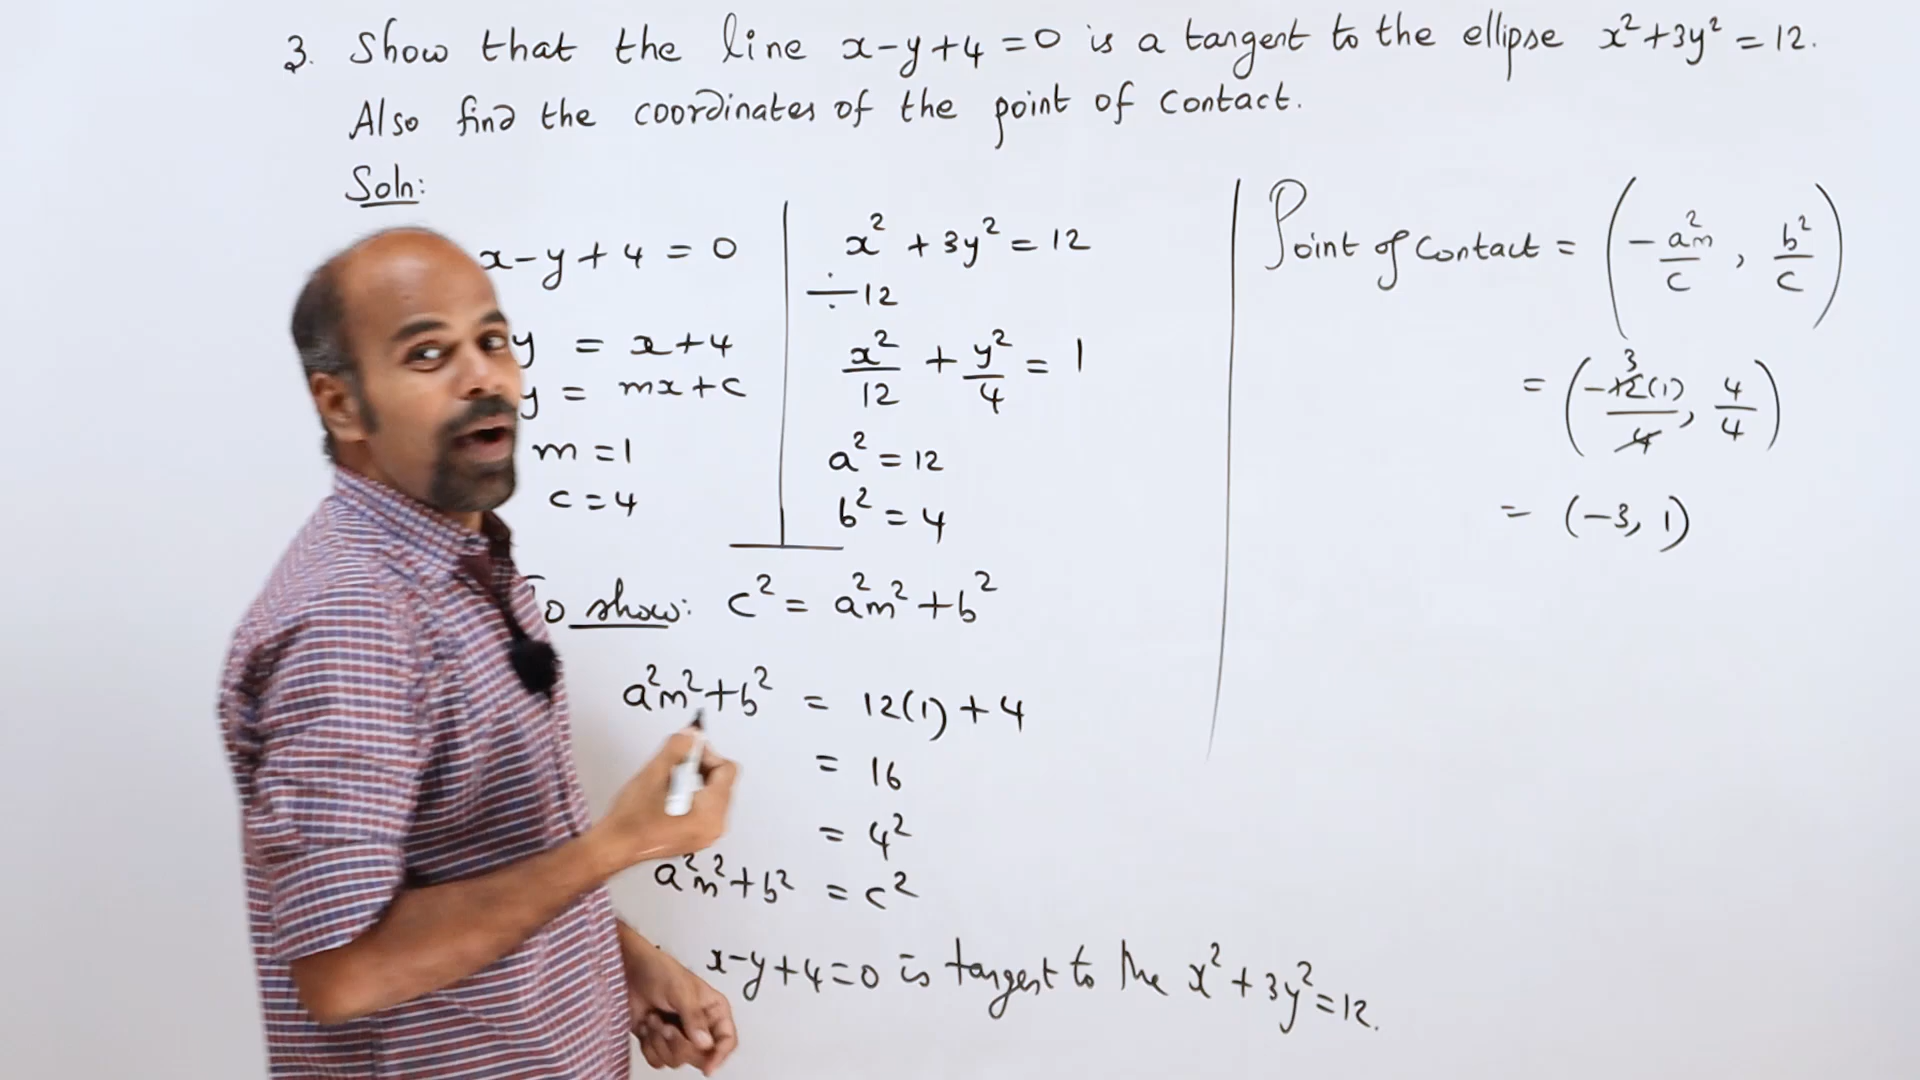 3. Show that the line x-y+4=0 is a tangent to the ellipse x²+3y²=12.
Also find the coordinates of the point of contact.
Soln:
x-y+4=0
y = x+4
y = mx+c
m=1
c=4
x²+3y²=12
÷12
x²/12 + y²/4 = 1
a²=12
b²=4
To show: c²=a²m²+b²
a²m²+b² = 12(1)+4
= 16
= 4²
a²m²+b² = c²
x-y+4=0 is tangent to the x²+3y²=12.
Point of contact = (-a²m/c, b²/c)
3
= (-12(1)/4, 4/4)
= (-3, 1)